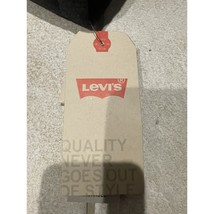 LEVI'S
QUALITY
NEVER
GOES OUT
OF STYLE